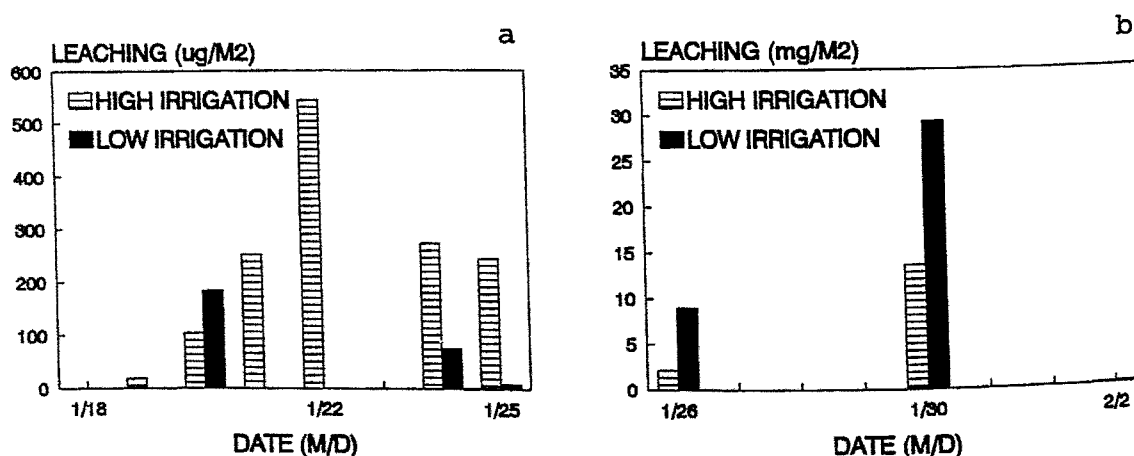 a
LEACHING (ug/M2)
600
500
400
300
200
100
0
HIGH IRRIGATION
LOW IRRIGATION
1/18
1/22
1/25
DATE (M/D)
b
LEACHING (mg/M2)
35
30
25
20
15
10
5
0
HIGH IRRIGATION
LOW IRRIGATION
1/26
1/30
2/2
DATE (M/D)